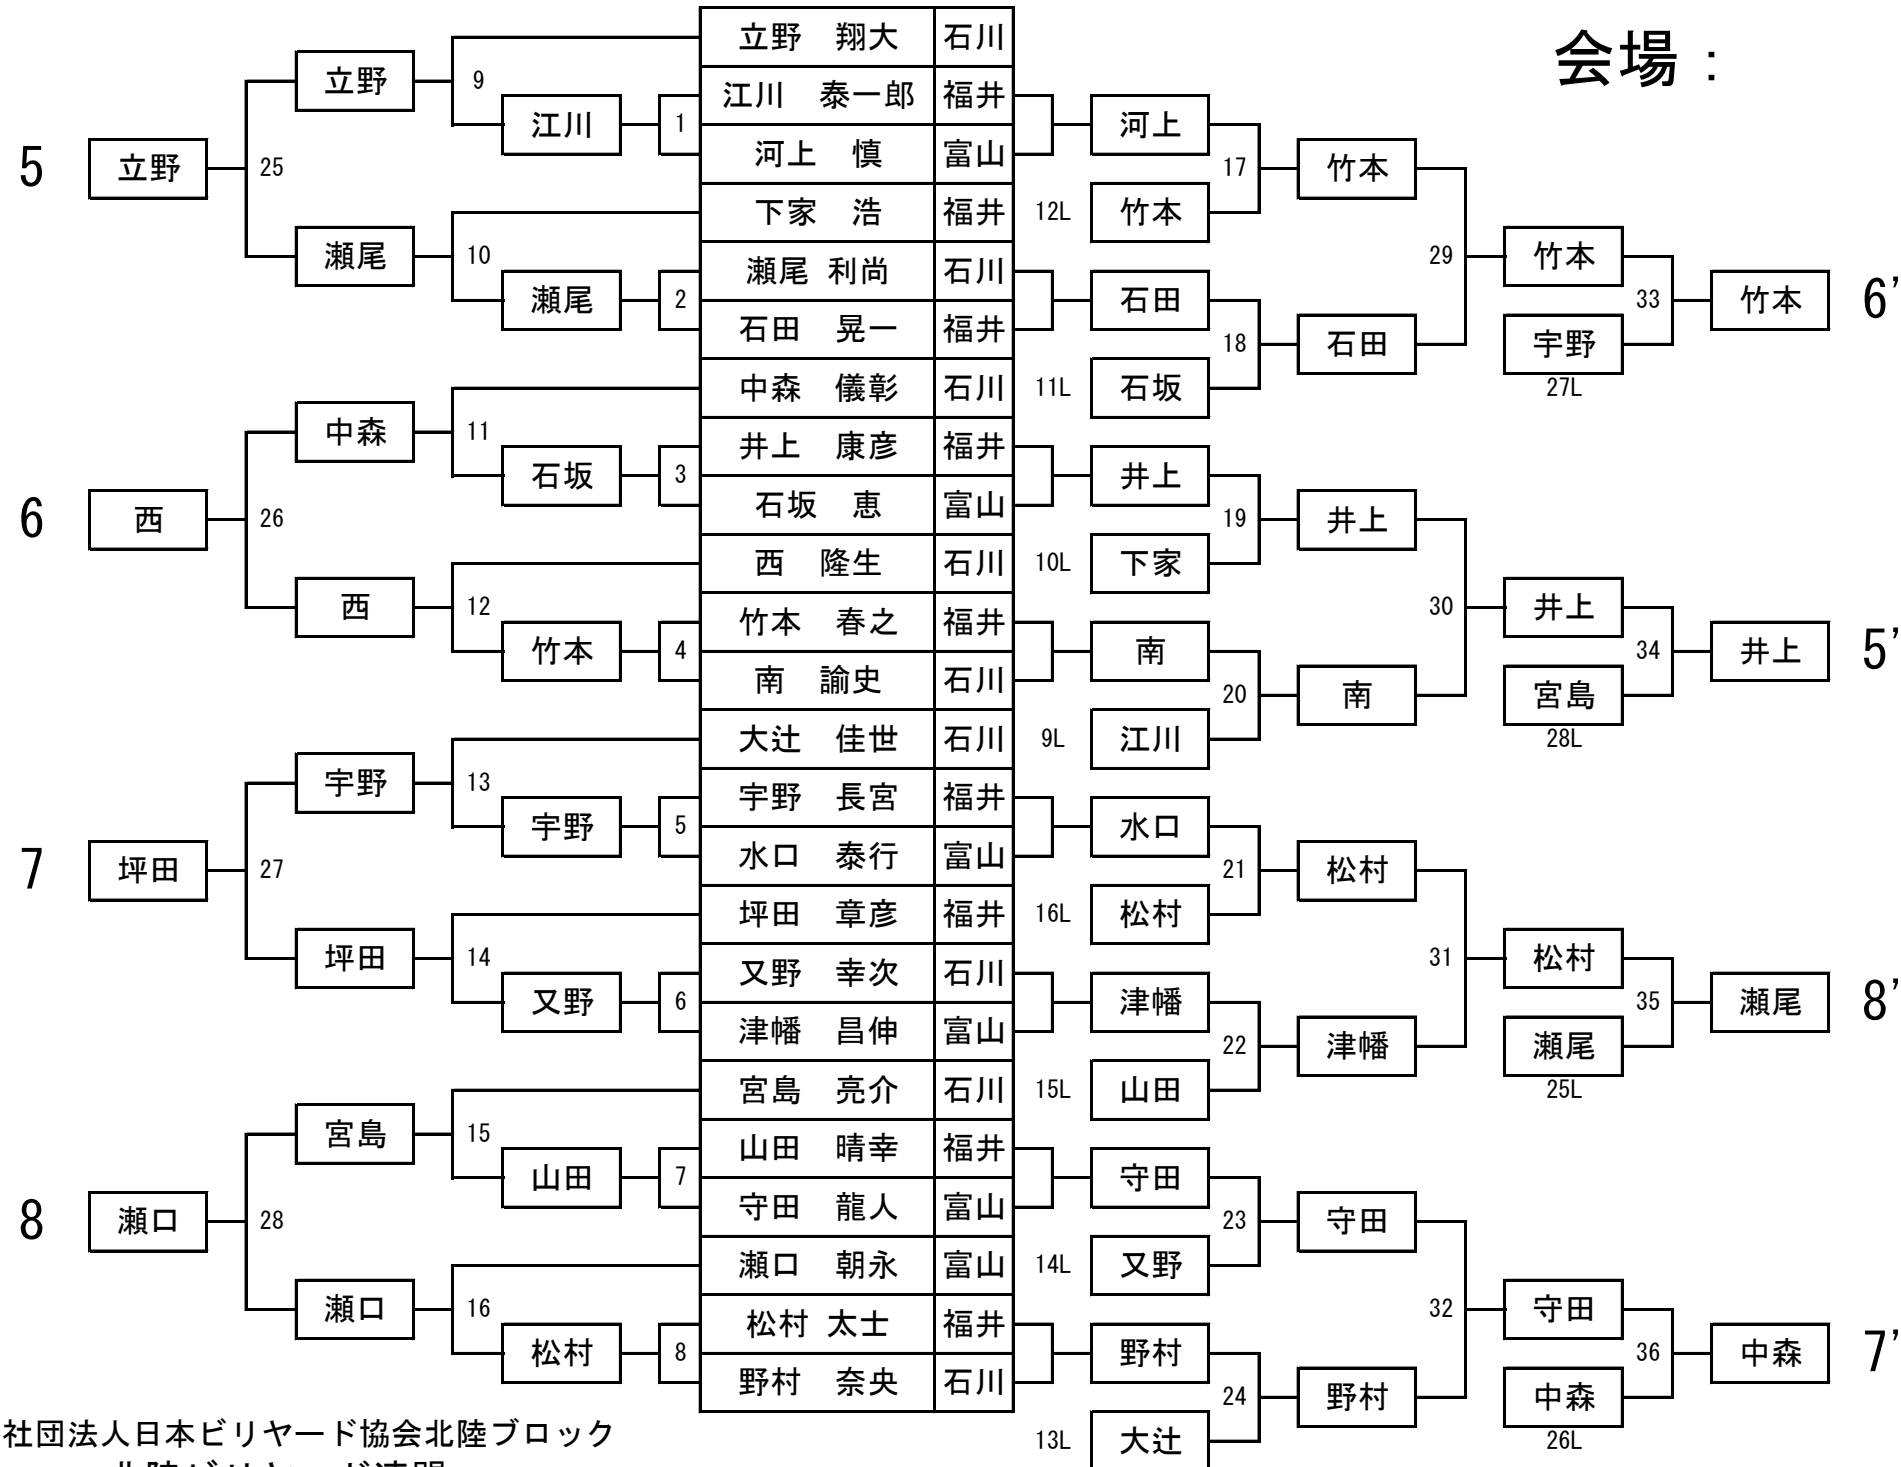 会場：
立野 翔大 石川
江川 泰一郎 福井
河上 慎 富山
下家 浩 福井
瀬尾 利尚 石川
石田 晃一 福井
中森 儀彰 石川
井上 康彦 福井
石坂 恵 富山
西 隆生 石川
竹本 春之 福井
南 諭史 石川
大辻 佳世 石川
宇野 長宮 福井
水口 泰行 富山
坪田 章彦 福井
又野 幸次 石川
津幡 昌伸 富山
宮島 亮介 石川
山田 晴幸 福井
守田 龍人 富山
瀬口 朝永 富山
松村 太士 福井
野村 奈央 石川
5
立野
25
立野
9
江川
1
瀬尾
10
瀬尾
2
6
西
26
中森
11
石坂
3
西
12
竹本
4
7
坪田
27
宇野
13
宇野
5
坪田
14
又野
6
8
瀬口
28
宮島
15
山田
7
瀬口
16
松村
8
河上
17
竹本
12L
竹本
29
竹本
33
竹本
6’
石田
18
石田
11L
石坂
宇野
27L
井上
19
井上
10L
下家
30
井上
34
井上
5’
南
20
南
9L
江川
宮島
28L
水口
21
松村
16L
松村
31
松村
35
瀬尾
8’
津幡
22
津幡
15L
山田
瀬尾
25L
守田
23
守田
14L
又野
32
守田
36
中森
7’
野村
24
野村
13L
大辻
中森
26L
社団法人日本ビリヤード協会北陸ブロック
北陸ビリヤード連盟